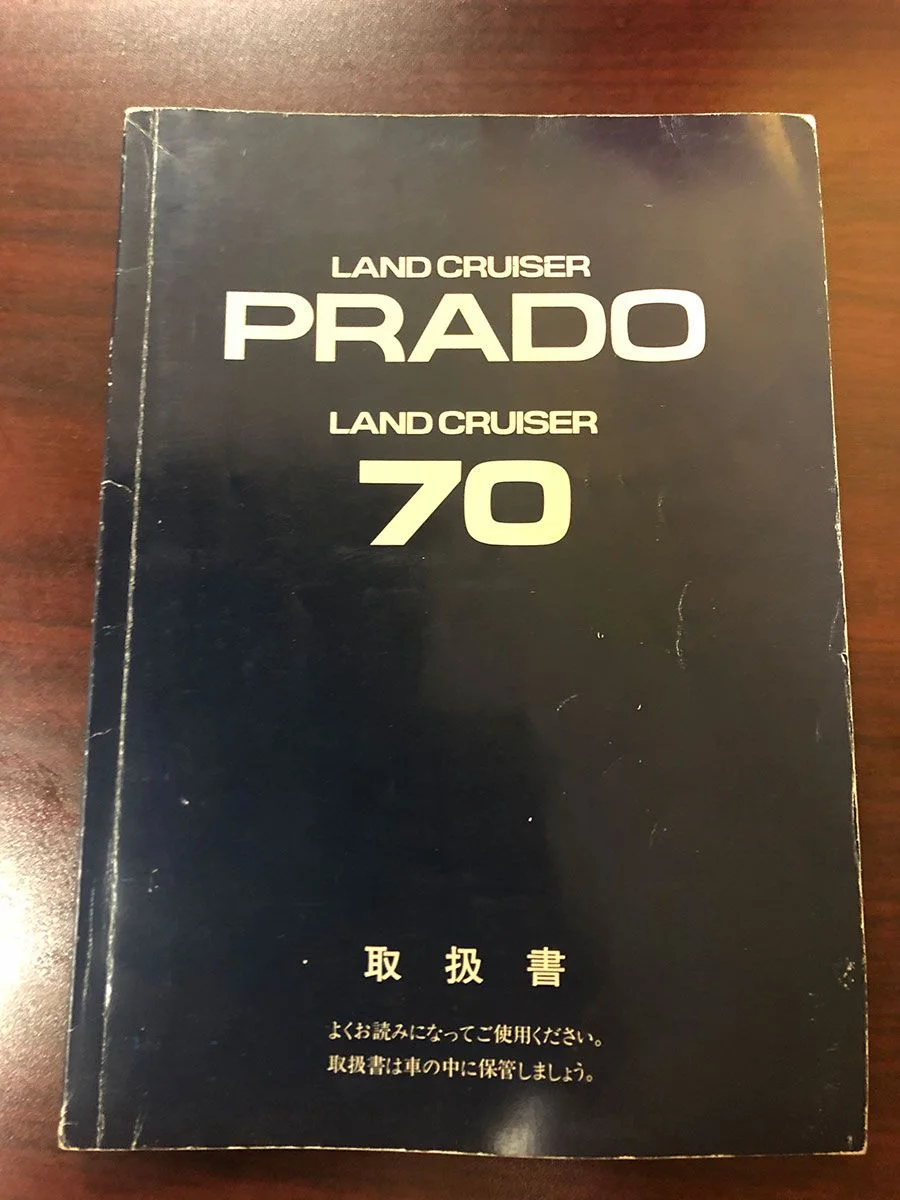 LAND CRUISER
PRADO
LAND CRUISER
70
取扱書
よくお読みになってご使用ください。
取扱書は車の中に保管しましょう。